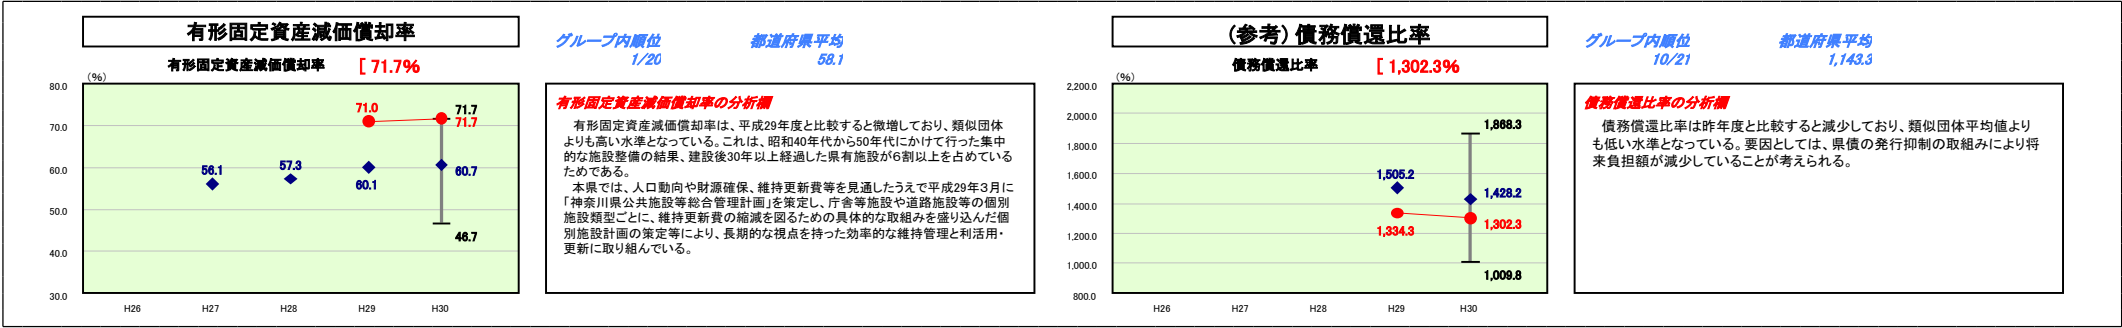 有形固定資産減価償却率
有形固定資産減価償却率 [ 71.7%
グループ内順位
1/20
都道府県平均
58.1
(%)
80.0
70.0
60.0
50.0
40.0
30.0
56.1
57.3
71.0
60.1
71.7
71.7
60.7
46.7
H26
H27
H28
H29
H30
有形固定資産減価償却率の分析欄
有形固定資産減価償却率は、平成29年度と比較すると微増しており、類似団体
よりも高い水準となっている。これは、昭和40年代から50年代にかけて行った集中
的な施設整備の結果、建設後30年以上経過した県有施設が6割以上を占めている
ためである。
本県では、人口動向や財源確保、維持更新費等を見通したうえで平成29年3月に
「神奈川県公共施設等総合管理計画」を策定し、庁舎等施設や道路施設等の個別
施設類型ごとに、維持更新費の縮減を図るための具体的な取組みを盛り込んだ個
別施設計画の策定等により、長期的な視点を持った効率的な維持管理と利活用・
更新に取り組んでいる。
(参考)債務償還比率
債務償還比率 [ 1,302.3%
グループ内順位
10/21
都道府県平均
1,143.3
(%)
2,200.0
2,000.0
1,800.0
1,600.0
1,400.0
1,200.0
1,000.0
800.0
1,505.2
1,334.3
1,868.3
1,428.2
1,302.3
1,009.8
H26
H27
H28
H29
H30
債務償還比率の分析欄
債務償還比率は昨年度と比較すると減少しており、類似団体平均値より
も低い水準となっている。要因としては、県債の発行抑制の取組みにより将
来負担額が減少していることが考えられる。